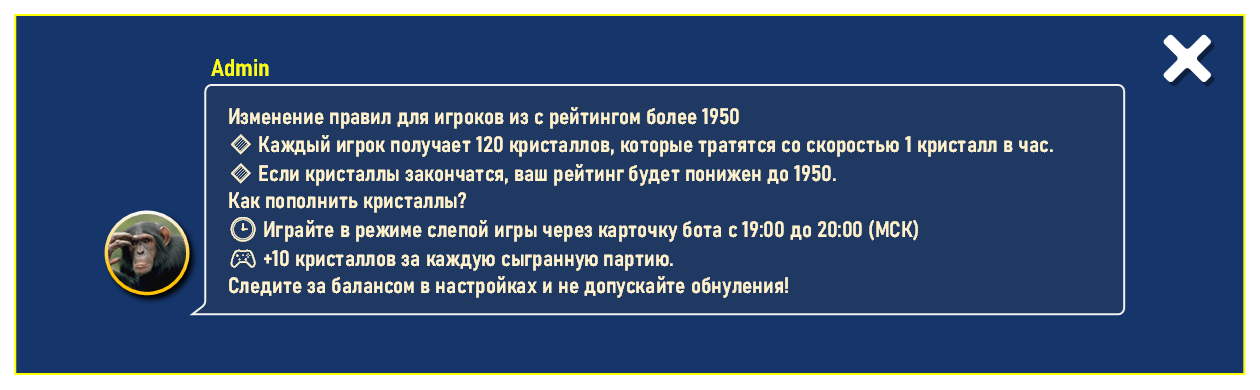 Admin
Изменение правил для игроков из с рейтингом более 1950
Каждый игрок получает 120 кристаллов, которые тратятся со скоростью 1 кристалл в час.
Если кристаллы закончатся, ваш рейтинг будет понижен до 1950.
Как пополнить кристаллы?
Играйте в режиме слепой игры через карточку бота с 19:00 до 20:00 (МСК)
+10 кристаллов за каждую сыгранную партию.
Следите за балансом в настройках и не допускайте обнуления!